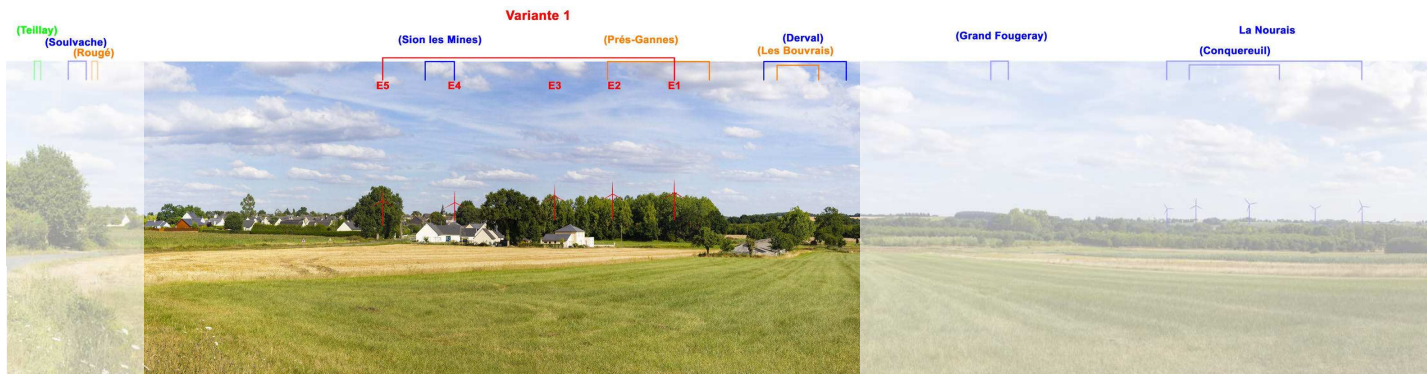 Variante 1
(Teillay)
(Soulvache)
(Rougé)
(Sion les Mines)
(Prés-Gannes)
(Derval)
(Les Bouvrais)
(Grand Fougeray)
La Nourais
(Conquereuil)
E5
E4
E3
E2
E1